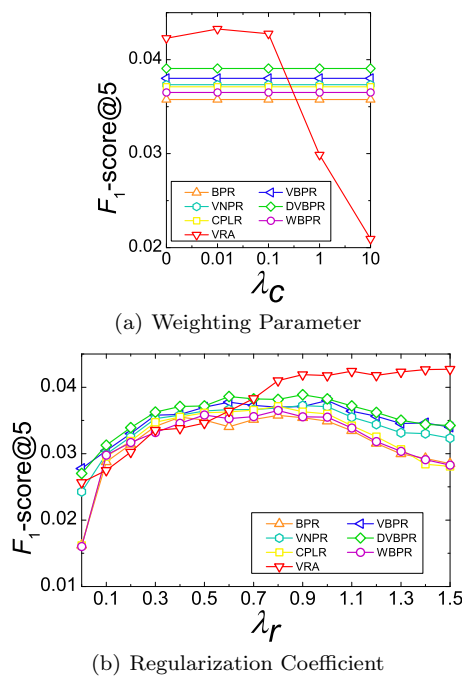 0.04
0.03
0.02
F1-score@5
BPR VBPR
VNPR DVBPR
CPLR WBPR
VRA
0 0.01 0.1 1 10
λC
(a) Weighting Parameter
0.04
0.03
0.02
0.01
F1-score@5
BPR VBPR
VNPR DVBPR
CPLR WBPR
VRA
0.1 0.3 0.5 0.7 0.9 1.1 1.3 1.5
λr
(b) Regularization Coefficient